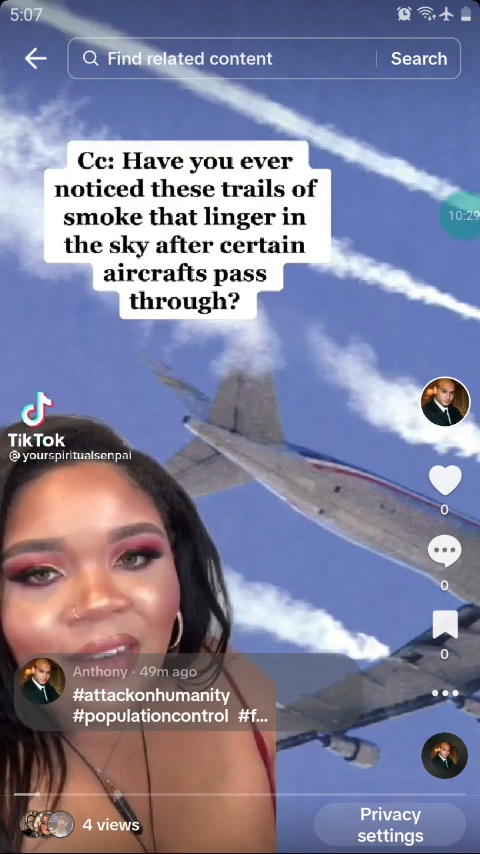 5:07
Find related content
Search
10:29
Cc: Have you ever
noticed these trails of
smoke that linger in
the sky after certain
aircrafts pass
through?
TikTok
@yourspiritualsenpai
0
0
0
Anthony · 49m ago
#attackonhumanity
#populationcontrol #f...
4 views
Privacy
settings